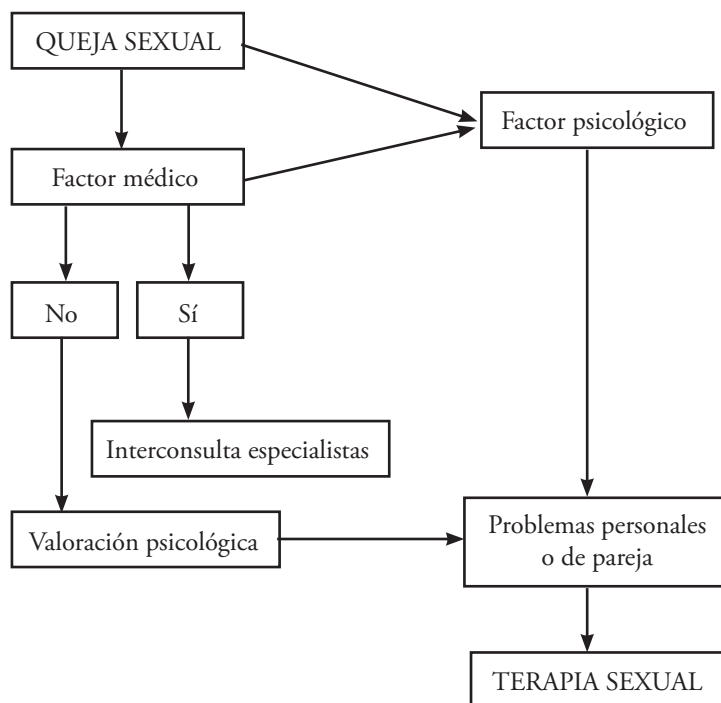 QUEJA SEXUAL
Factor psicológico
Factor médico
No
Sí
Interconsulta especialistas
Valoración psicológica
Problemas personales
o de pareja
TERAPIA SEXUAL